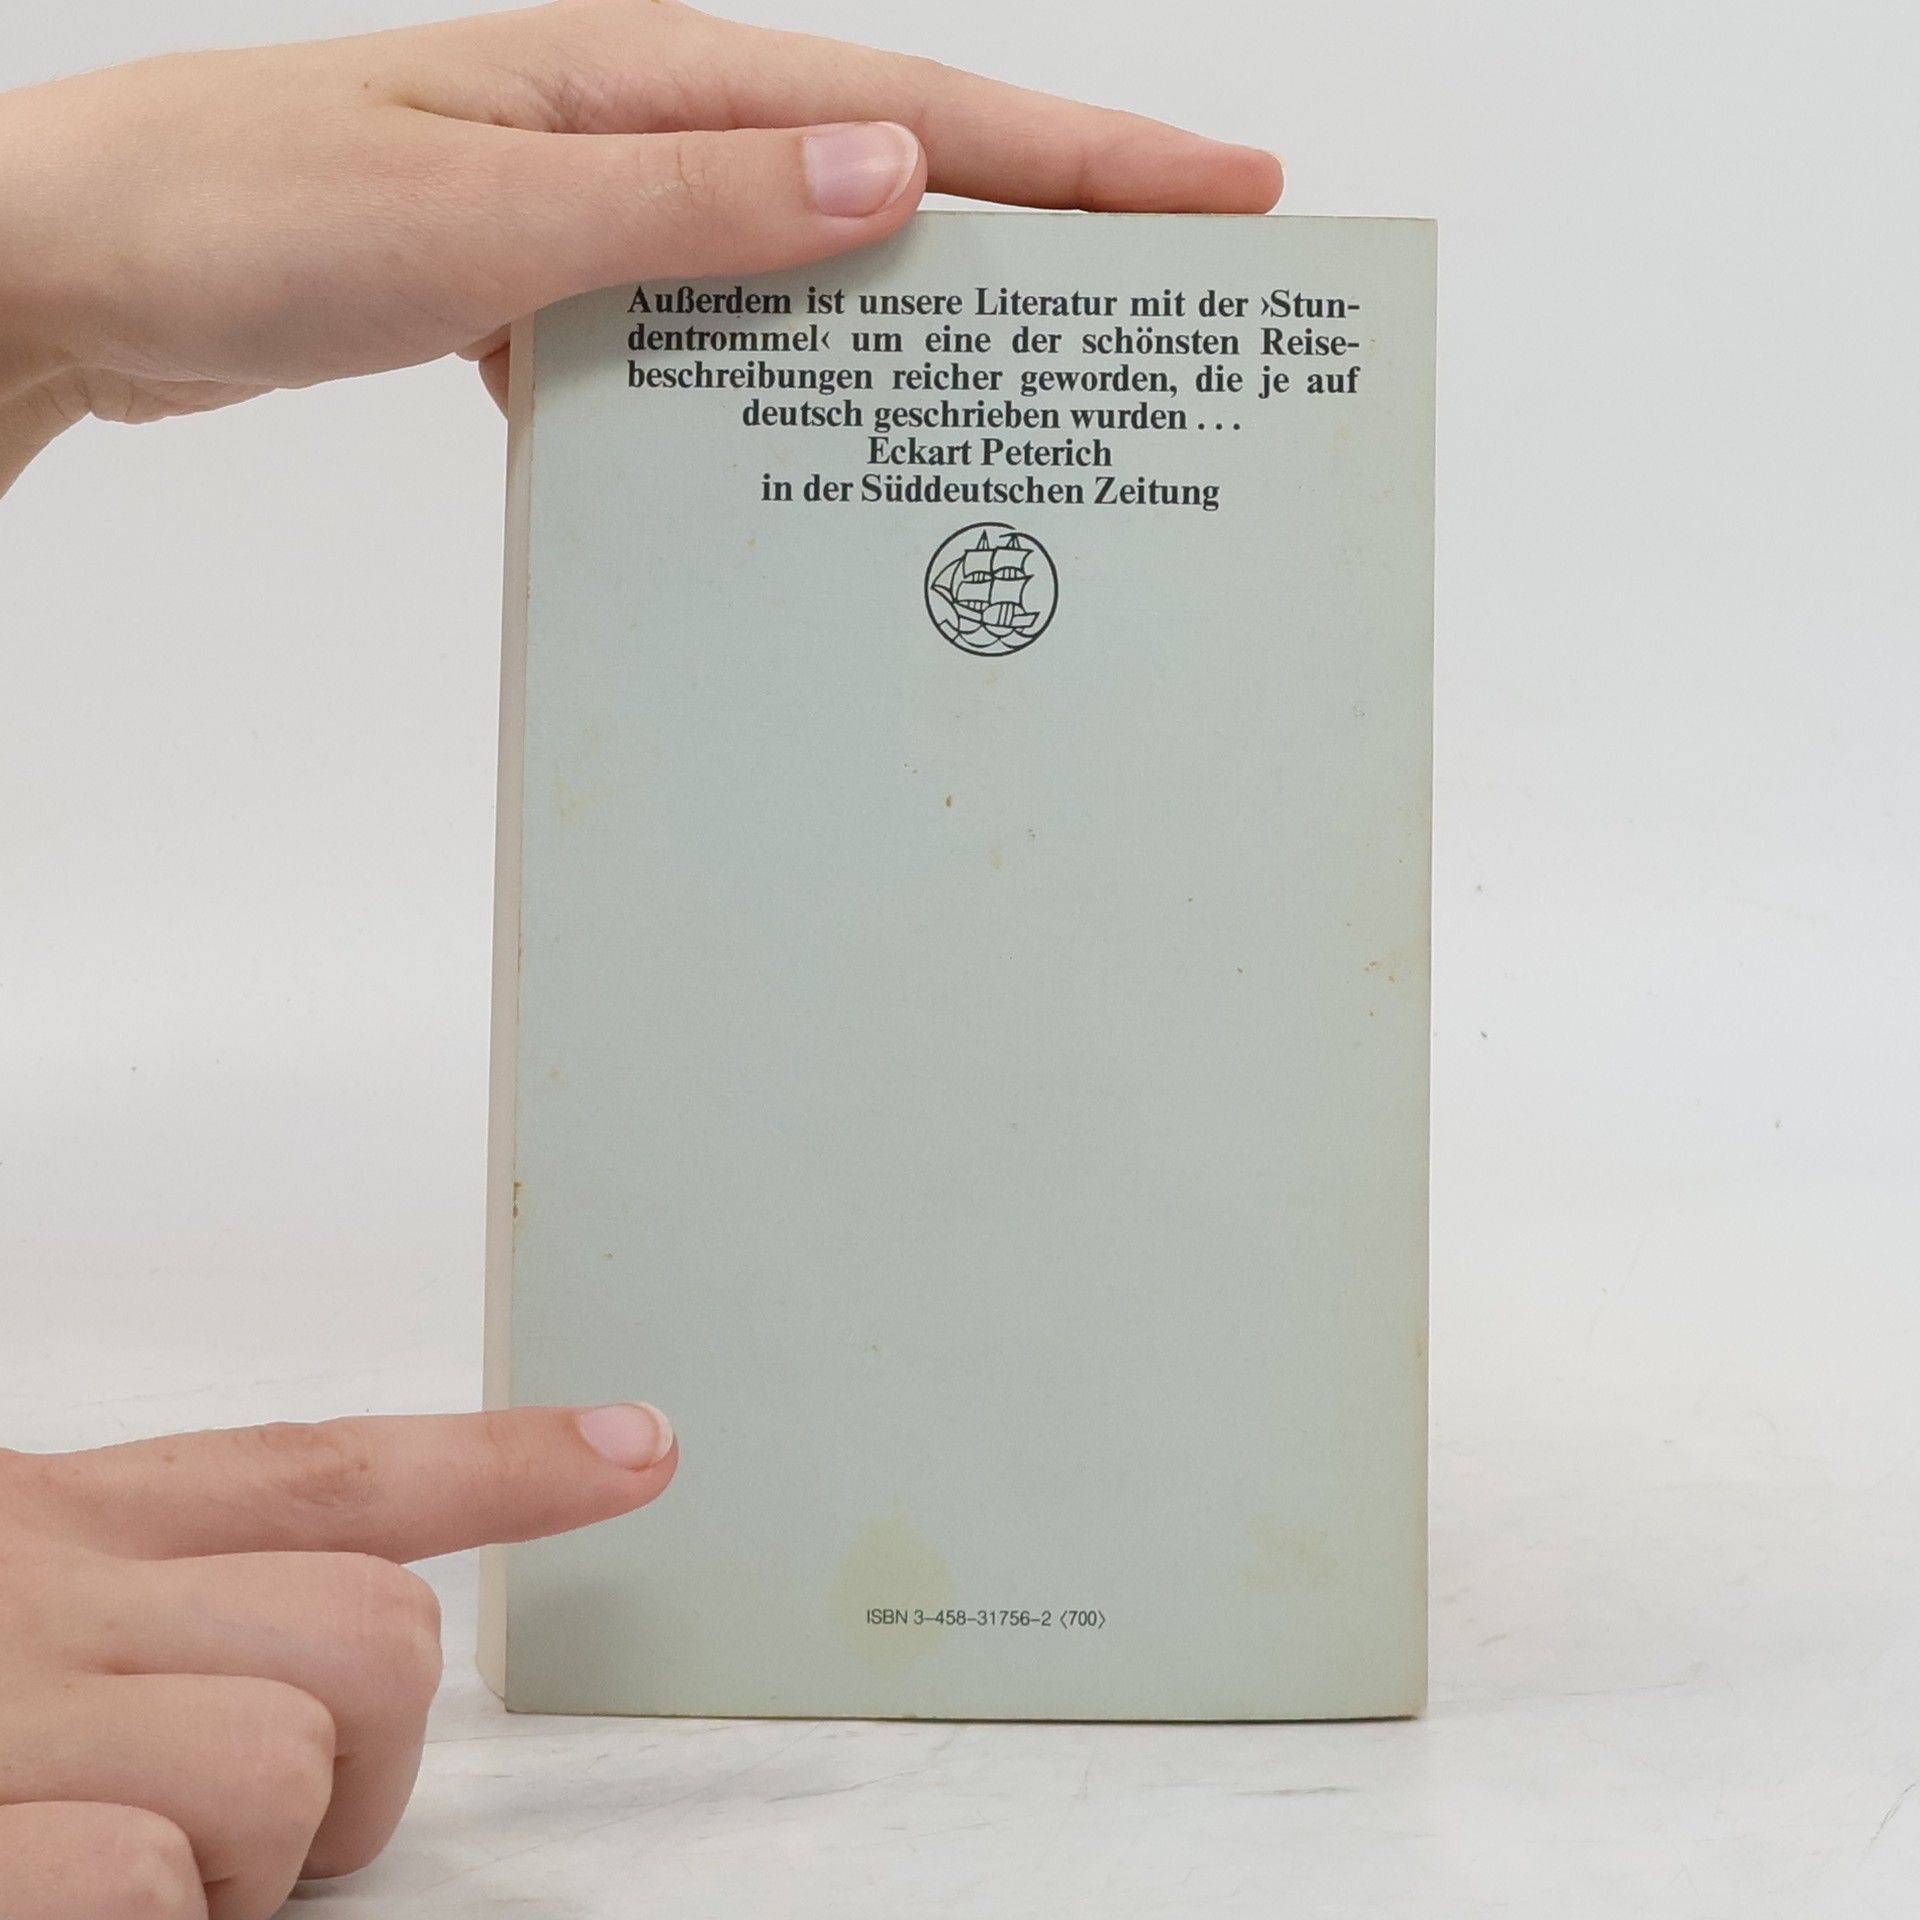 Außerdem ist unsere Literatur mit der ›Stun-
dentrommel‹ um eine der schönsten Reise-
beschreibungen reicher geworden, die je auf
deutsch geschrieben wurden . . .
Eckart Peterich
in der Süddeutschen Zeitung
ISBN 3–458–31756–2 ⟨700⟩